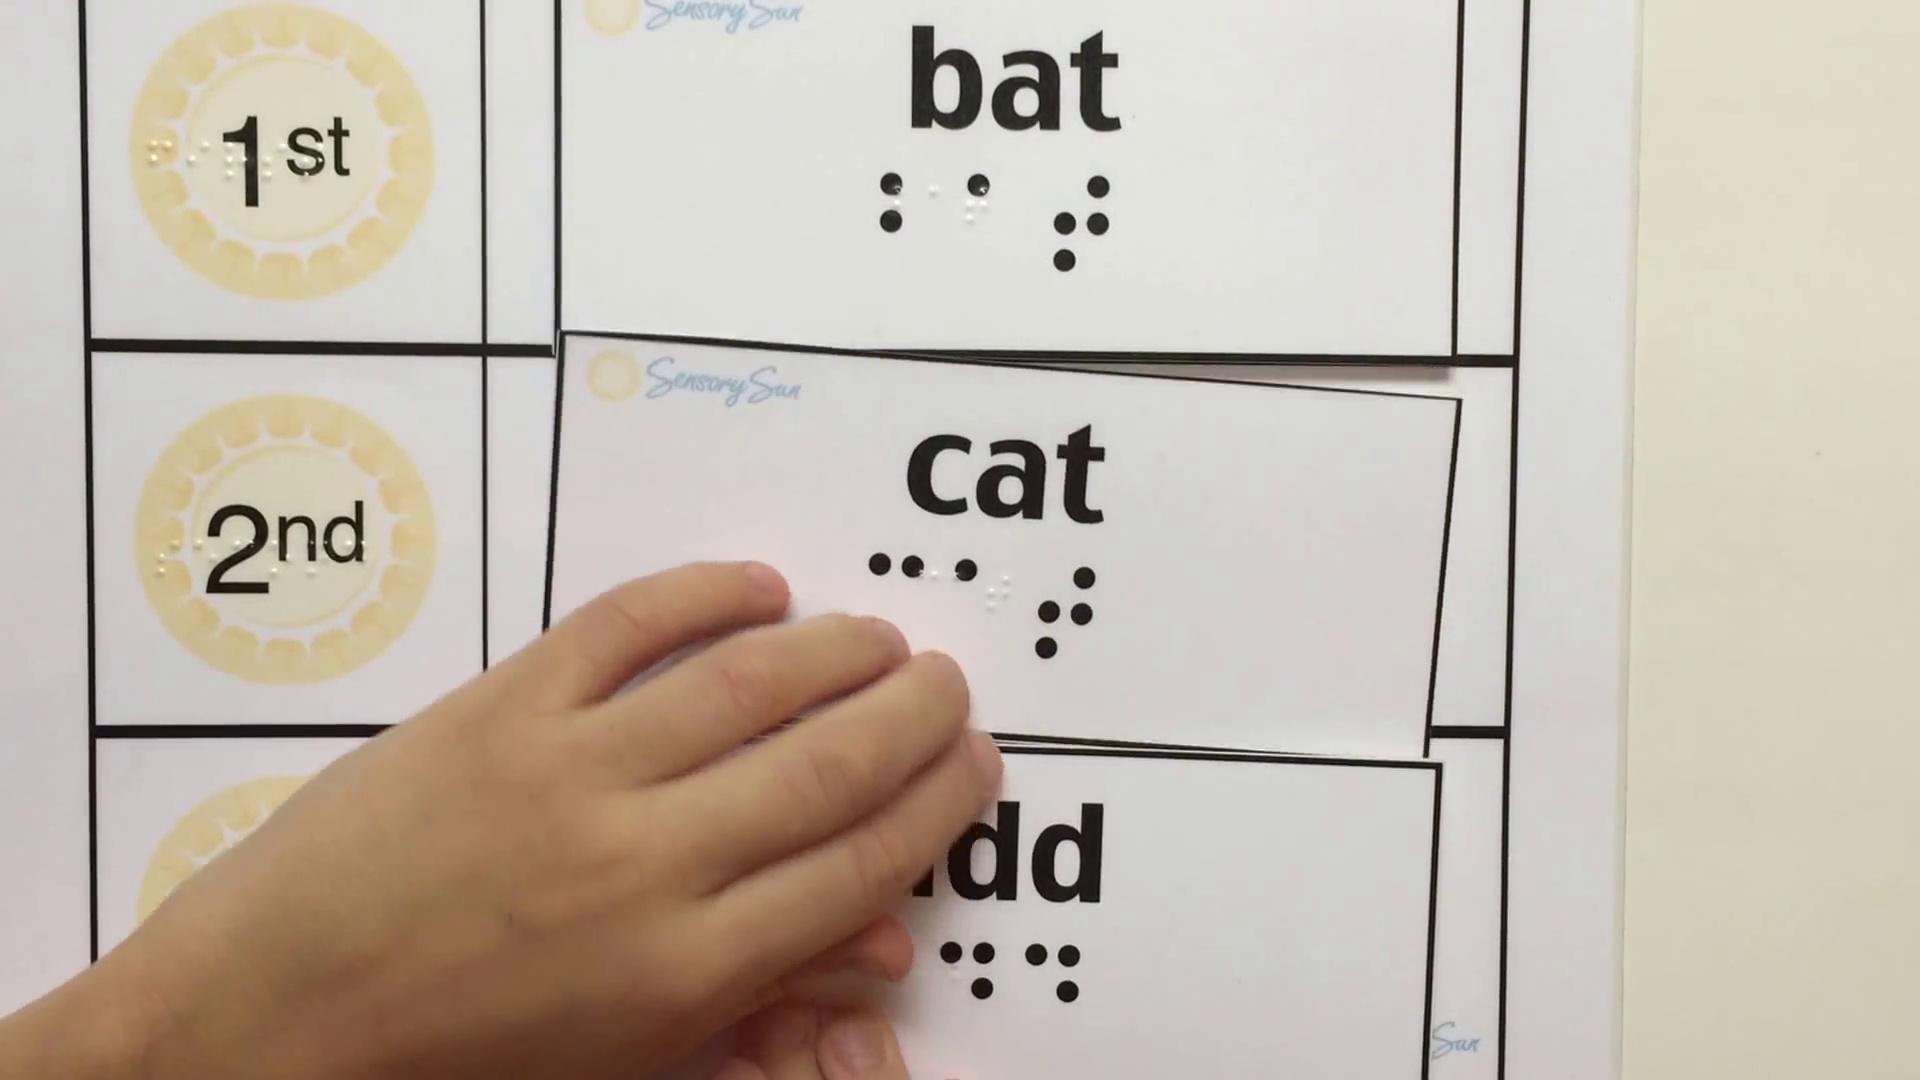 Sensory Sun
bat
⠃⠁⠞
1st
Sensory Sun
cat
⠉⠁⠞
2nd
dd
⠙⠙
Sun